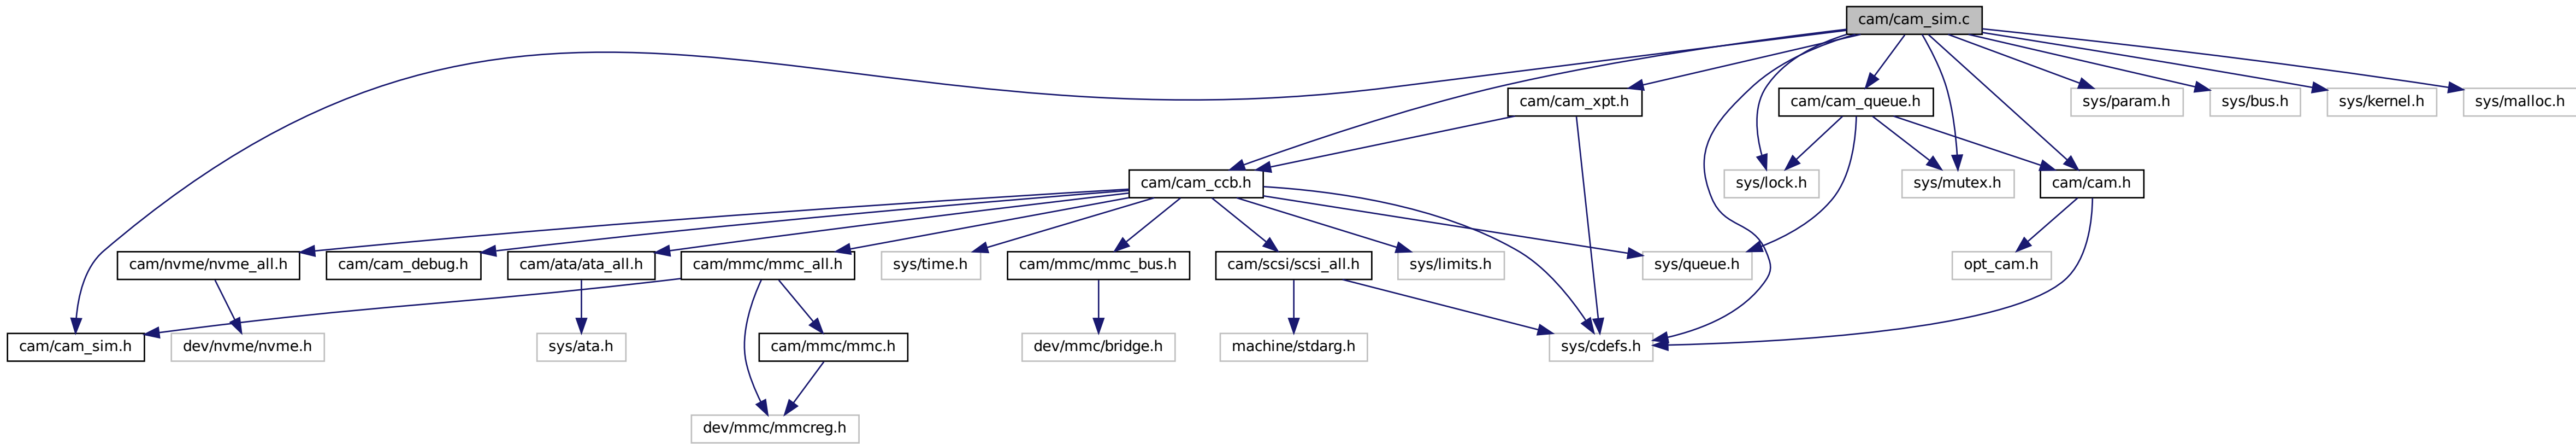 cam/cam_sim.c
cam/cam_xpt.h
cam/cam_queue.h
sys/param.h
sys/bus.h
sys/kernel.h
sys/malloc.h
cam/cam_ccb.h
sys/lock.h
sys/mutex.h
cam/cam.h
cam/nvme/nvme_all.h
cam/cam_debug.h
cam/ata/ata_all.h
cam/mmc/mmc_all.h
sys/time.h
cam/mmc/mmc_bus.h
cam/scsi/scsi_all.h
sys/limits.h
sys/queue.h
opt_cam.h
cam/cam_sim.h
dev/nvme/nvme.h
sys/ata.h
cam/mmc/mmc.h
dev/mmc/bridge.h
machine/stdarg.h
sys/cdefs.h
dev/mmc/mmcreg.h